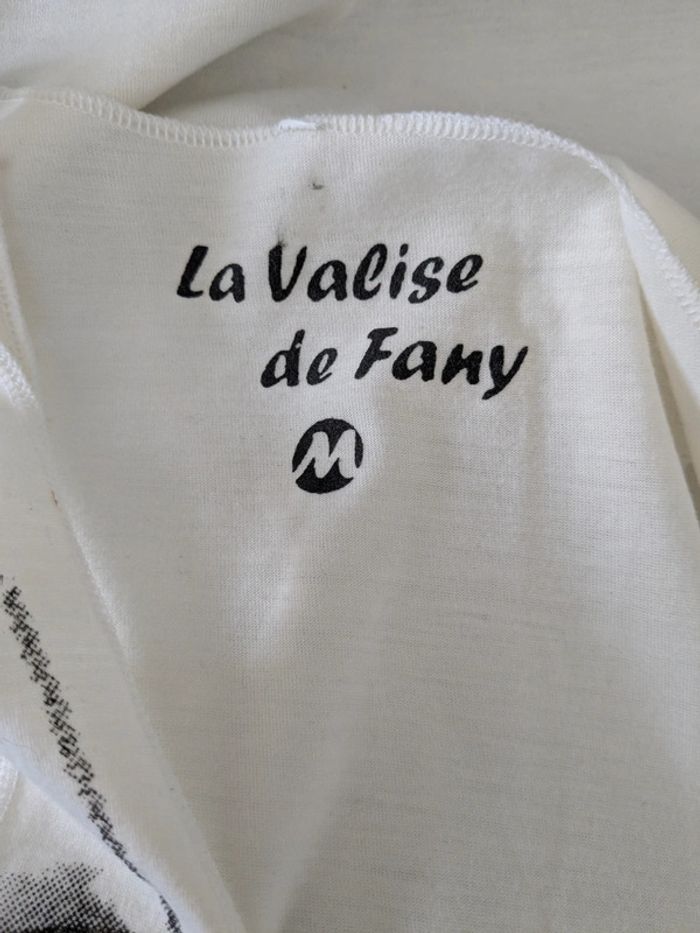 La Valise
de Fany
M